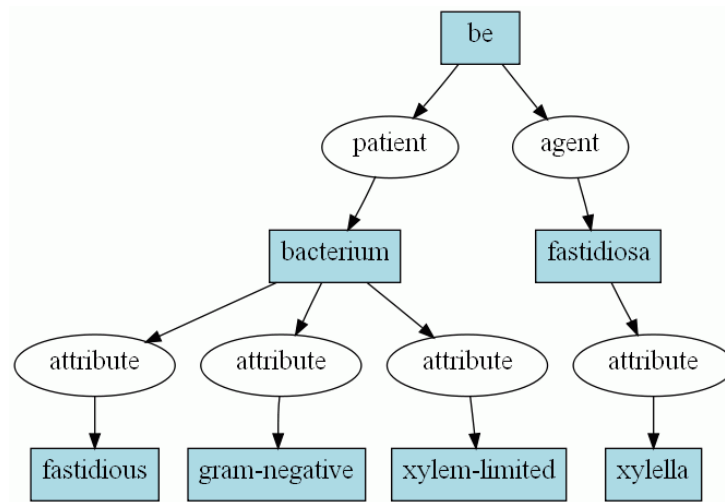 be
patient agent
bacterium fastidiosa
attribute attribute attribute attribute
fastidious gram-negative xylem-limited xylella